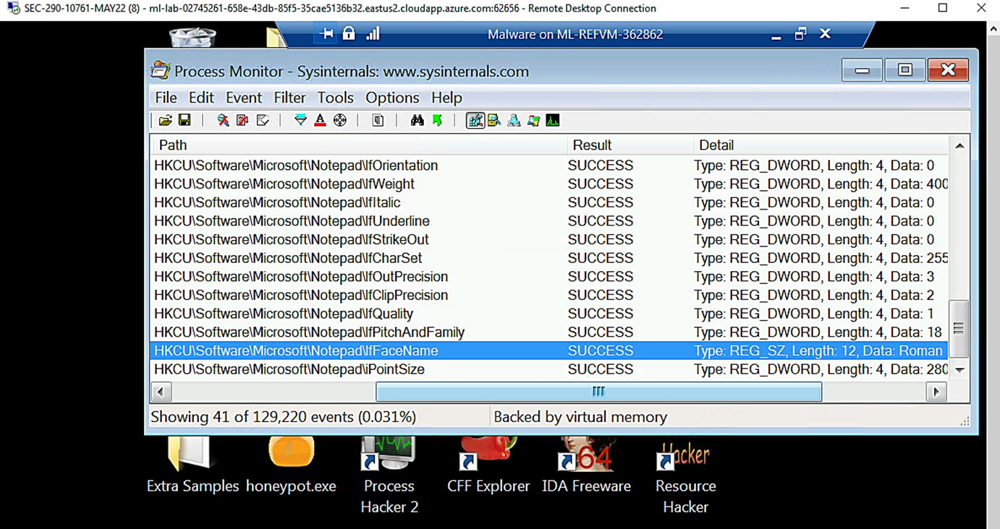 SEC-290-10761-MAY22 (8) - ml-lab-02745261-658e-43db-85f5-35cae5136b32.eastus2.cloudapp.azure.com:62656 - Remote Desktop Connection
Malware on ML-REFVM-362862
Process Monitor - Sysinternals: www.sysinternals.com
File Edit Event Filter Tools Options Help
Path Result Detail
HKCU\Software\Microsoft\Notepad\lfOrientation SUCCESS Type: REG_DWORD, Length: 4, Data: 0
HKCU\Software\Microsoft\Notepad\lfWeight SUCCESS Type: REG_DWORD, Length: 4, Data: 400
HKCU\Software\Microsoft\Notepad\lfItalic SUCCESS Type: REG_DWORD, Length: 4, Data: 0
HKCU\Software\Microsoft\Notepad\lfUnderline SUCCESS Type: REG_DWORD, Length: 4, Data: 0
HKCU\Software\Microsoft\Notepad\lfStrikeOut SUCCESS Type: REG_DWORD, Length: 4, Data: 0
HKCU\Software\Microsoft\Notepad\lfCharSet SUCCESS Type: REG_DWORD, Length: 4, Data: 255
HKCU\Software\Microsoft\Notepad\lfOutPrecision SUCCESS Type: REG_DWORD, Length: 4, Data: 3
HKCU\Software\Microsoft\Notepad\lfClipPrecision SUCCESS Type: REG_DWORD, Length: 4, Data: 2
HKCU\Software\Microsoft\Notepad\lfQuality SUCCESS Type: REG_DWORD, Length: 4, Data: 1
HKCU\Software\Microsoft\Notepad\lfPitchAndFamily SUCCESS Type: REG_DWORD, Length: 4, Data: 18
HKCU\Software\Microsoft\Notepad\lfFaceName SUCCESS Type: REG_SZ, Length: 12, Data: Roman
HKCU\Software\Microsoft\Notepad\iPointSize SUCCESS Type: REG_DWORD, Length: 4, Data: 280
Showing 41 of 129,220 events (0.031%) Backed by virtual memory
64 Hacker
Extra Samples honeypot.exe Process CFF Explorer IDA Freeware Resource
Hacker 2 Hacker